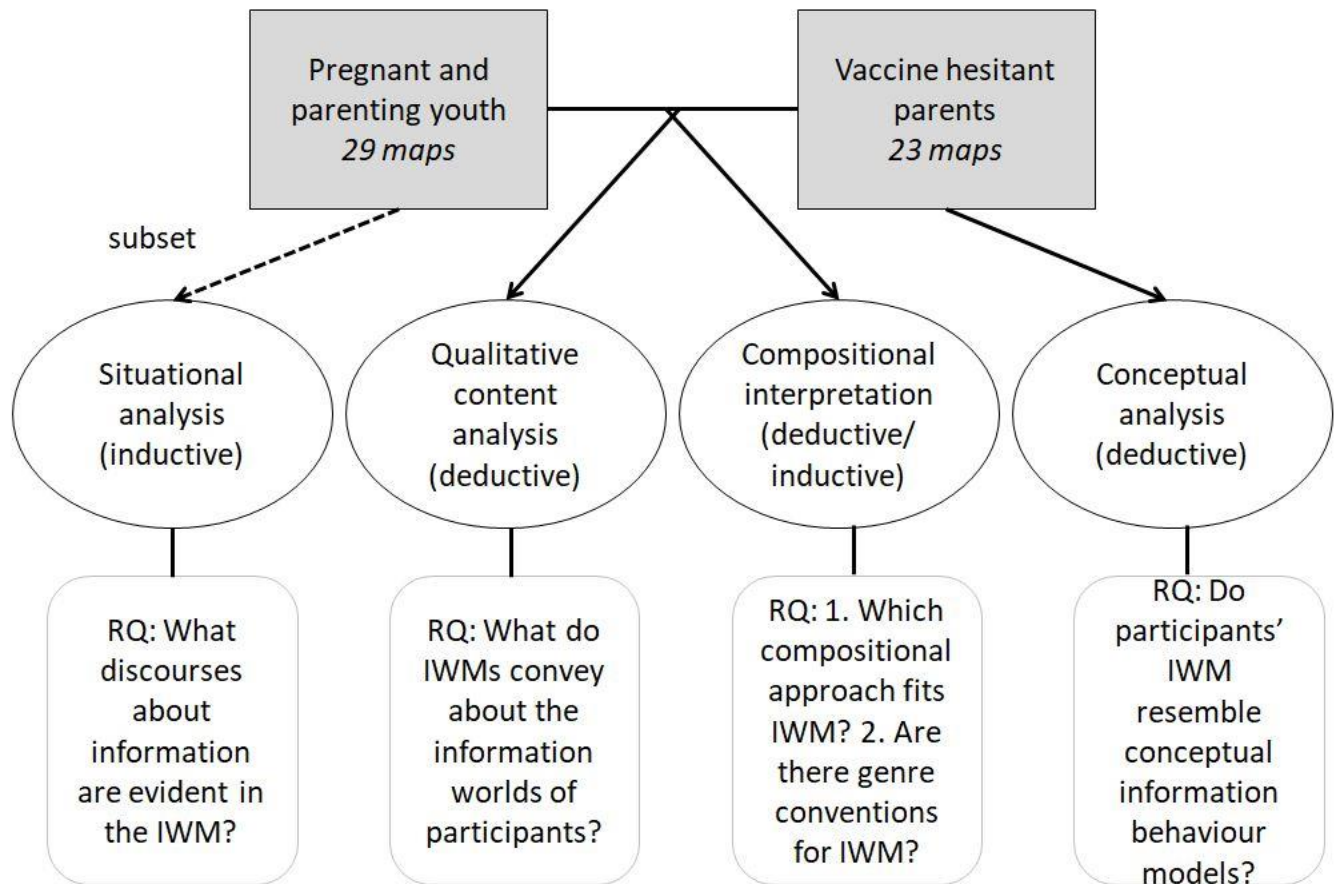 Pregnant and
parenting youth
29 maps
Vaccine hesitant
parents
23 maps
subset
Situational
analysis
(inductive)
Qualitative
content
analysis
(deductive)
Compositional
interpretation
(deductive/
inductive)
Conceptual
analysis
(deductive)
RQ: What
discourses
about
information
are evident in
the IWM?
RQ: What do
IWMs convey
about the
information
worlds of
participants?
RQ: 1. Which
compositional
approach fits
IWM? 2. Are
there genre
conventions
for IWM?
RQ: Do
participants’
IWM
resemble
conceptual
information
behaviour
models?